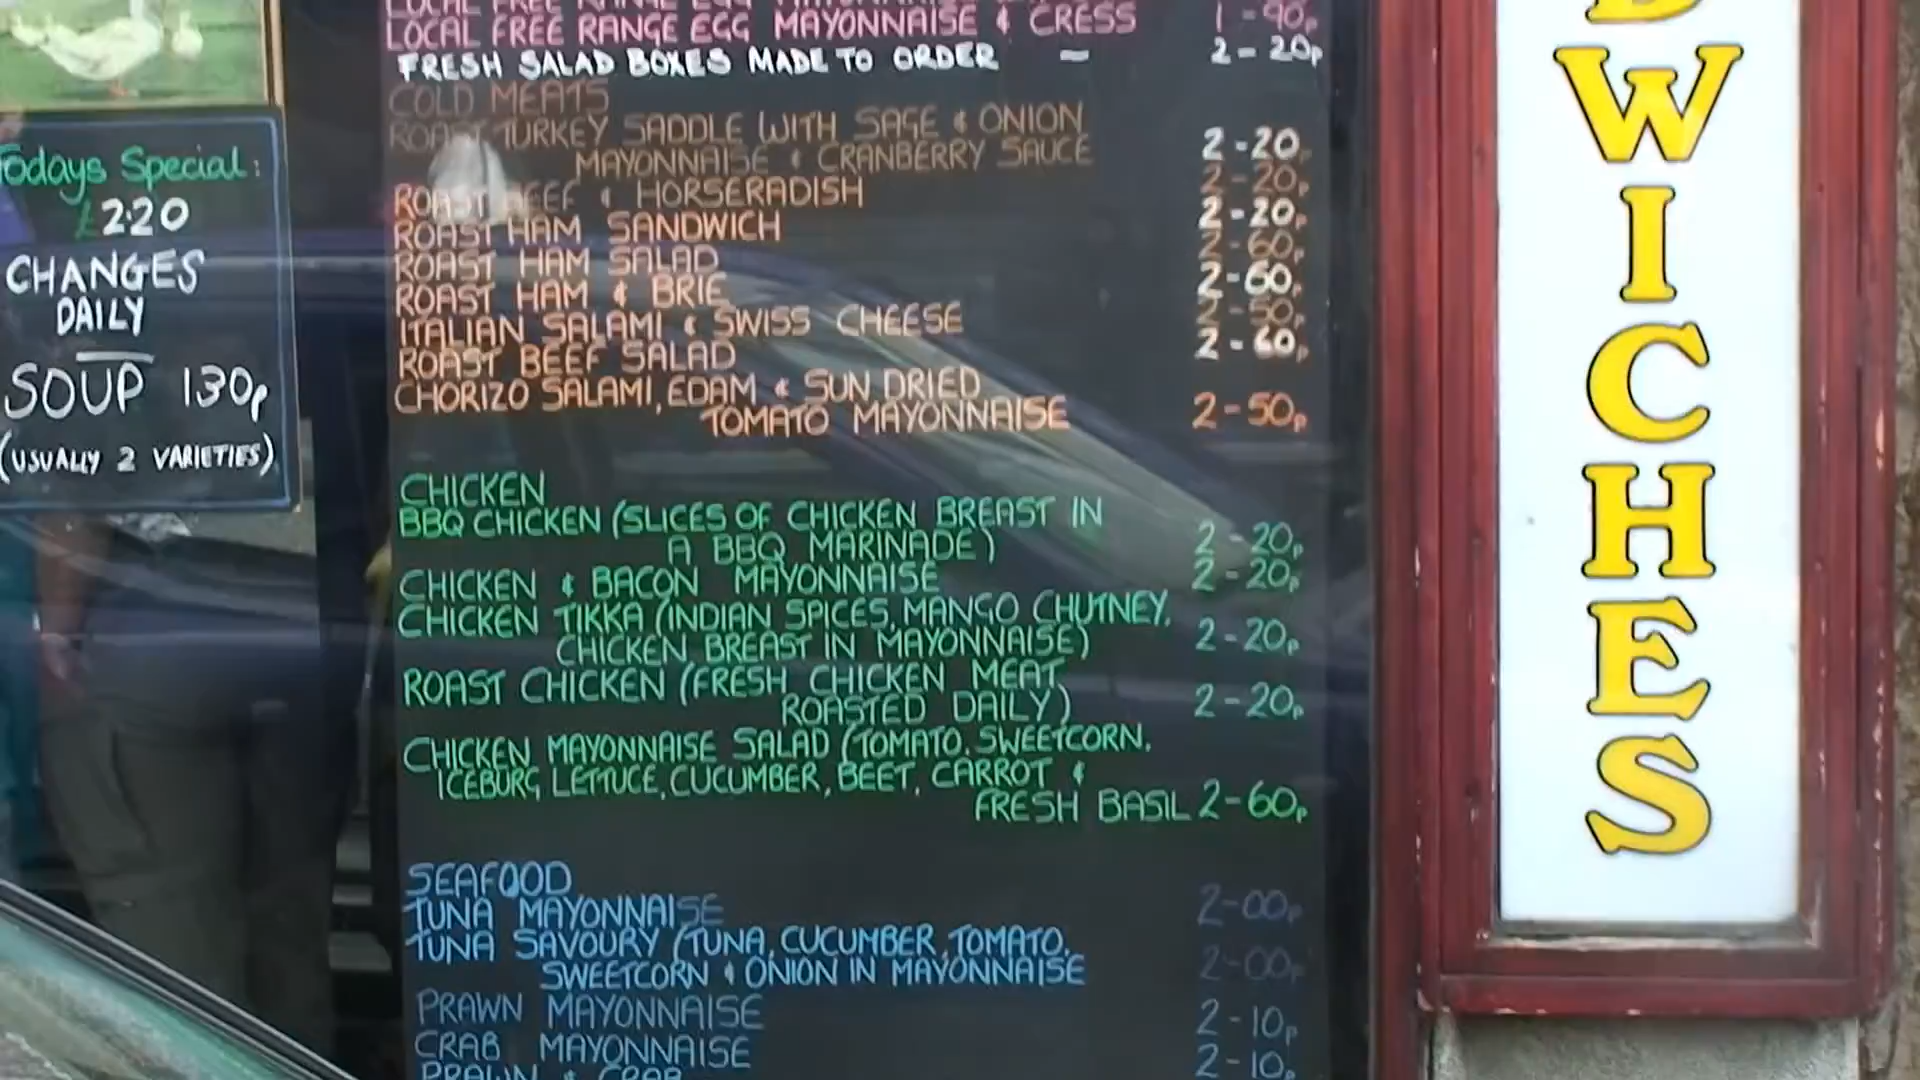 Todays Special:
£2.20
CHANGES
DAILY
SOUP 130p
(USUALLY 2 VARIETIES)
LOCAL FREE RANGE EGG MAYONNAISE
LOCAL FREE RANGE EGG MAYONNAISE & CRESS 1-90p
FRESH SALAD BOXES MADE TO ORDER — 2-20p
COLD MEATS
ROAST TURKEY SADDLE WITH SAGE & ONION
MAYONNAISE & CRANBERRY SAUCE 2-20p
ROAST BEEF & HORSERADISH 2-20p
ROAST HAM SANDWICH 2-20p
ROAST HAM SALAD 2-60p
ROAST HAM & BRIE 2-60p
ITALIAN SALAMI & SWISS CHEESE 2-50p
ROAST BEEF SALAD 2-60p
CHORIZO SALAMI, EDAM & SUN DRIED
TOMATO MAYONNAISE 2-50p
CHICKEN
BBQ CHICKEN (SLICES OF CHICKEN BREAST IN
A BBQ MARINADE) 2-20p
CHICKEN & BACON MAYONNAISE 2-20p
CHICKEN TIKKA (INDIAN SPICES, MANGO CHUTNEY,
CHICKEN BREAST IN MAYONNAISE) 2-20p
ROAST CHICKEN (FRESH CHICKEN MEAT
ROASTED DAILY) 2-20p
CHICKEN MAYONNAISE SALAD (TOMATO, SWEETCORN,
ICEBURG LETTUCE, CUCUMBER, BEET, CARROT &
FRESH BASIL 2-60p
SEAFOOD
TUNA MAYONNAISE 2-00p
TUNA SAVOURY (TUNA, CUCUMBER, TOMATO,
SWEETCORN & ONION IN MAYONNAISE 2-00p
PRAWN MAYONNAISE 2-10p
CRAB MAYONNAISE 2-10p
PRAWN & CRAB
DWICHES